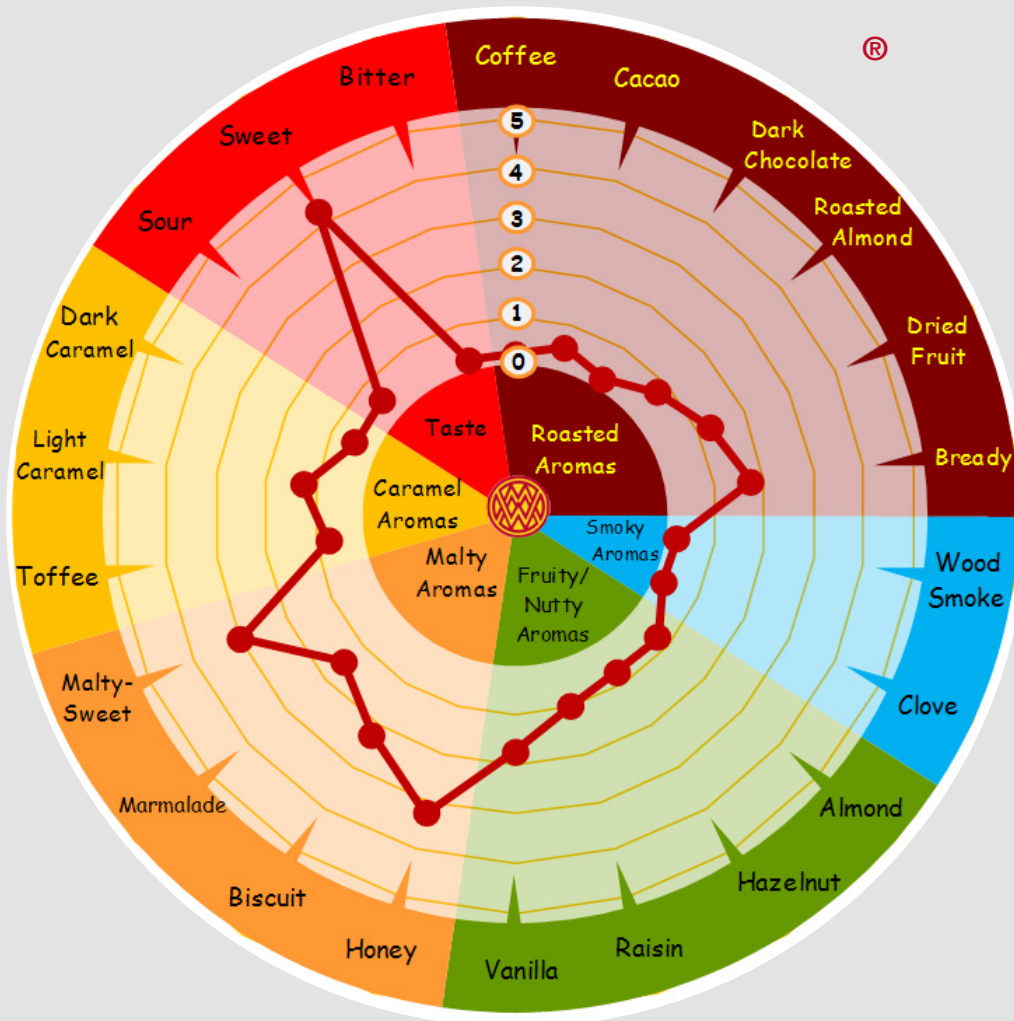 ®
Coffee
Cacao
Dark
Chocolate
Roasted
Almond
Dried
Fruit
Bready
Wood
Smoke
Clove
Almond
Hazelnut
Raisin
Vanilla
Honey
Biscuit
Marmalade
Malty-
Sweet
Toffee
Light
Caramel
Dark
Caramel
Sour
Sweet
Bitter
5
4
3
2
1
0
Taste
Roasted
Aromas
Caramel
Aromas
Smoky
Aromas
Malty
Aromas
Fruity/
Nutty
Aromas